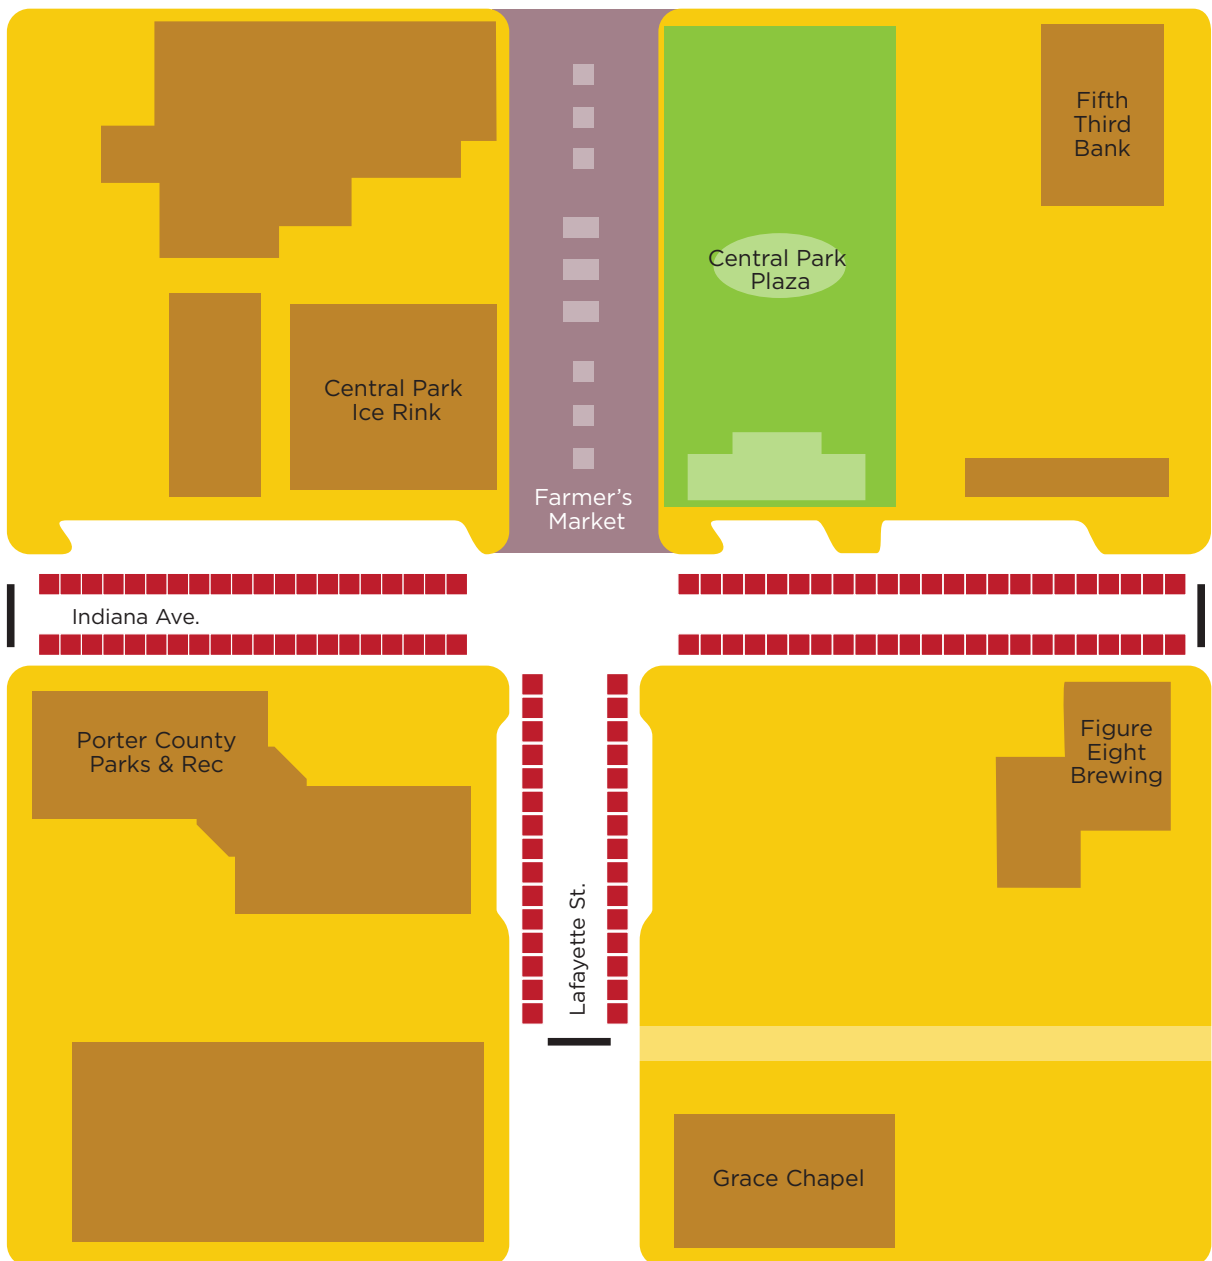 Fifth
Third
Bank
Central Park
Plaza
Central Park
Ice Rink
Farmer’s
Market
Indiana Ave.
Porter County
Parks & Rec
Figure
Eight
Brewing
Lafayette St.
Grace Chapel